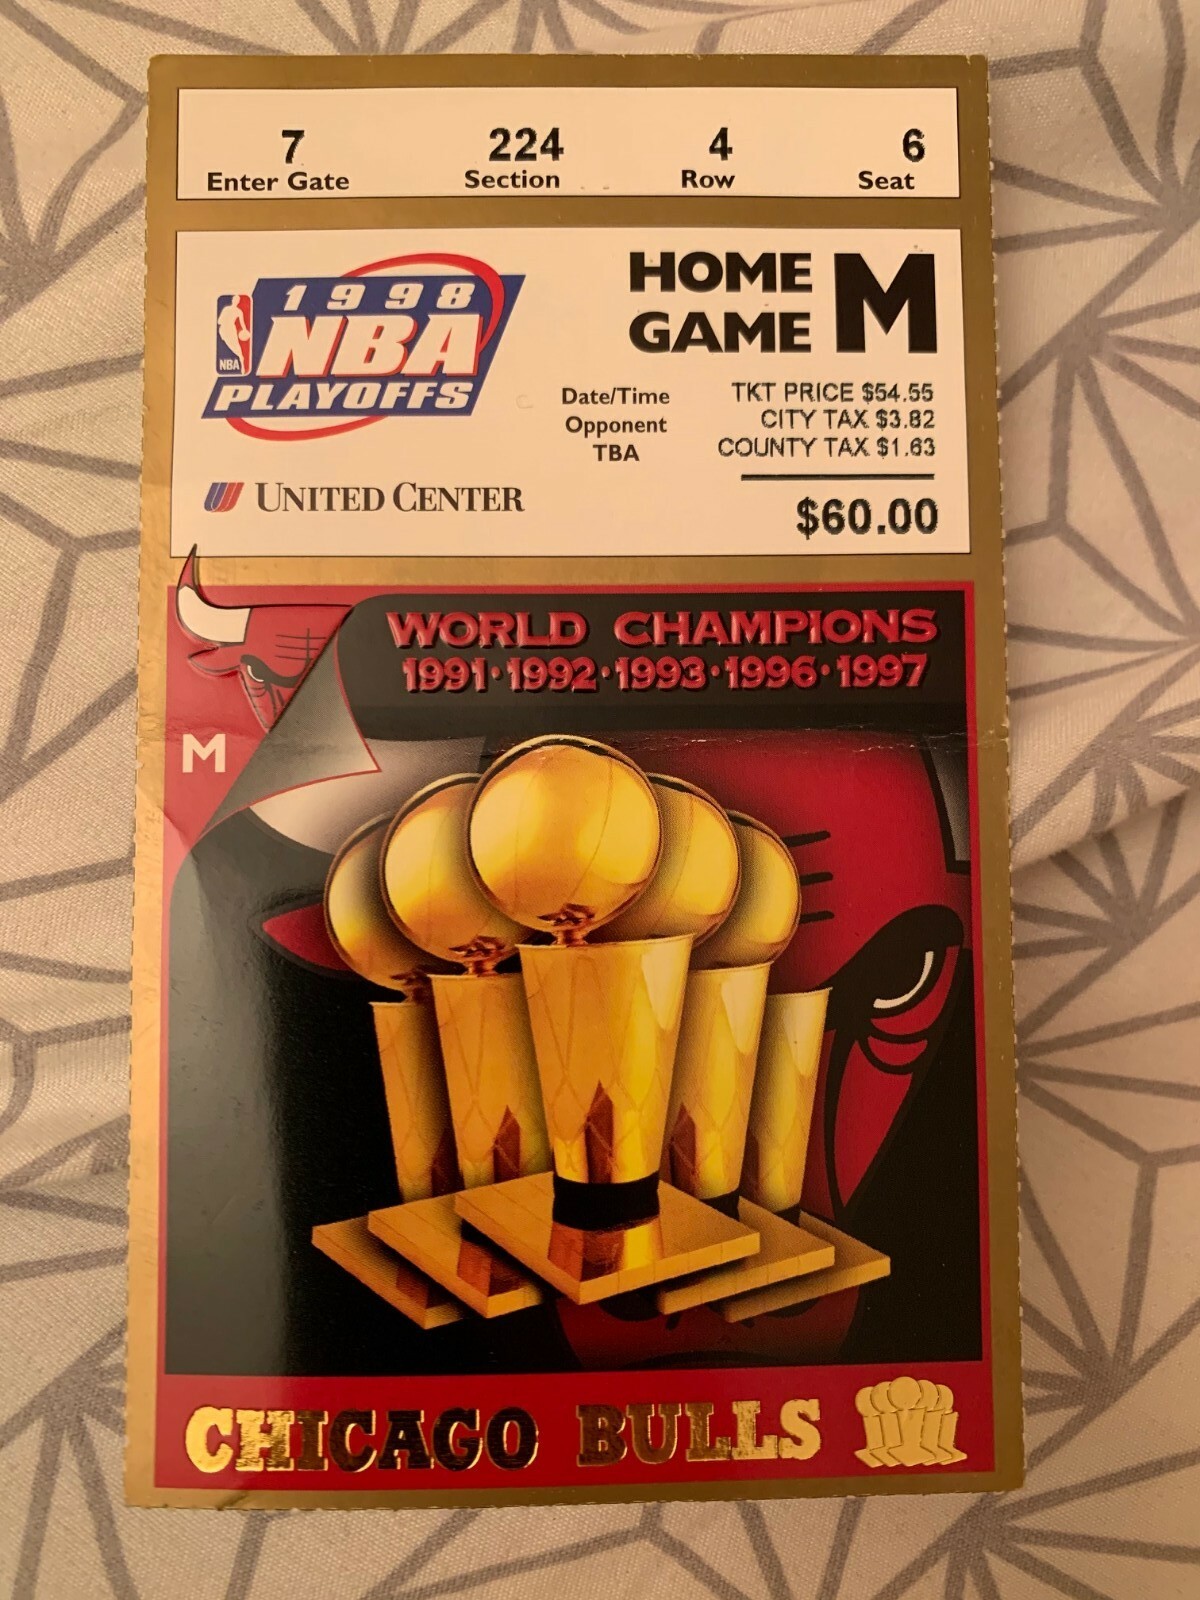 7 224 4 6
Enter Gate Section Row Seat
1998
NBA
NBA
PLAYOFFS
UNITED CENTER
HOME
GAME M
Date/Time
Opponent
TBA
TKT PRICE $54.55
CITY TAX $3.82
COUNTY TAX $1.63
$60.00
WORLD CHAMPIONS
1991·1992·1993·1996·1997
M
CHICAGO BULLS